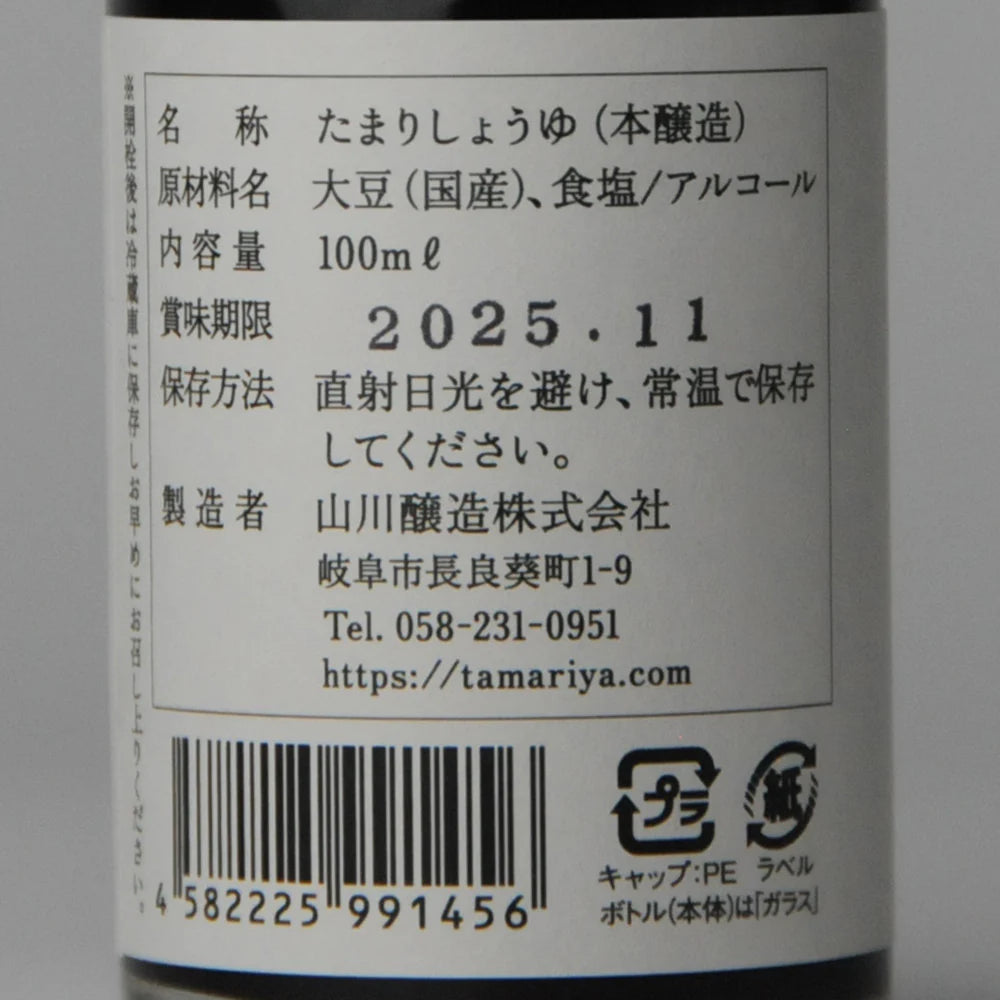 ※開栓後は冷蔵庫に保存しお早めにお召し上りください。
名称 たまりしょうゆ（本醸造）
原材料名 大豆（国産）、食塩/アルコール
内容量 100mℓ
賞味期限 2025.11
保存方法 直射日光を避け、常温で保存
してください。
製造者 山川醸造株式会社
岐阜市長良葵町1-9
Tel. 058-231-0951
https://tamariya.com
4 582225 991456
プラ 紙
キャップ：PE ラベル
ボトル（本体）は「ガラス」